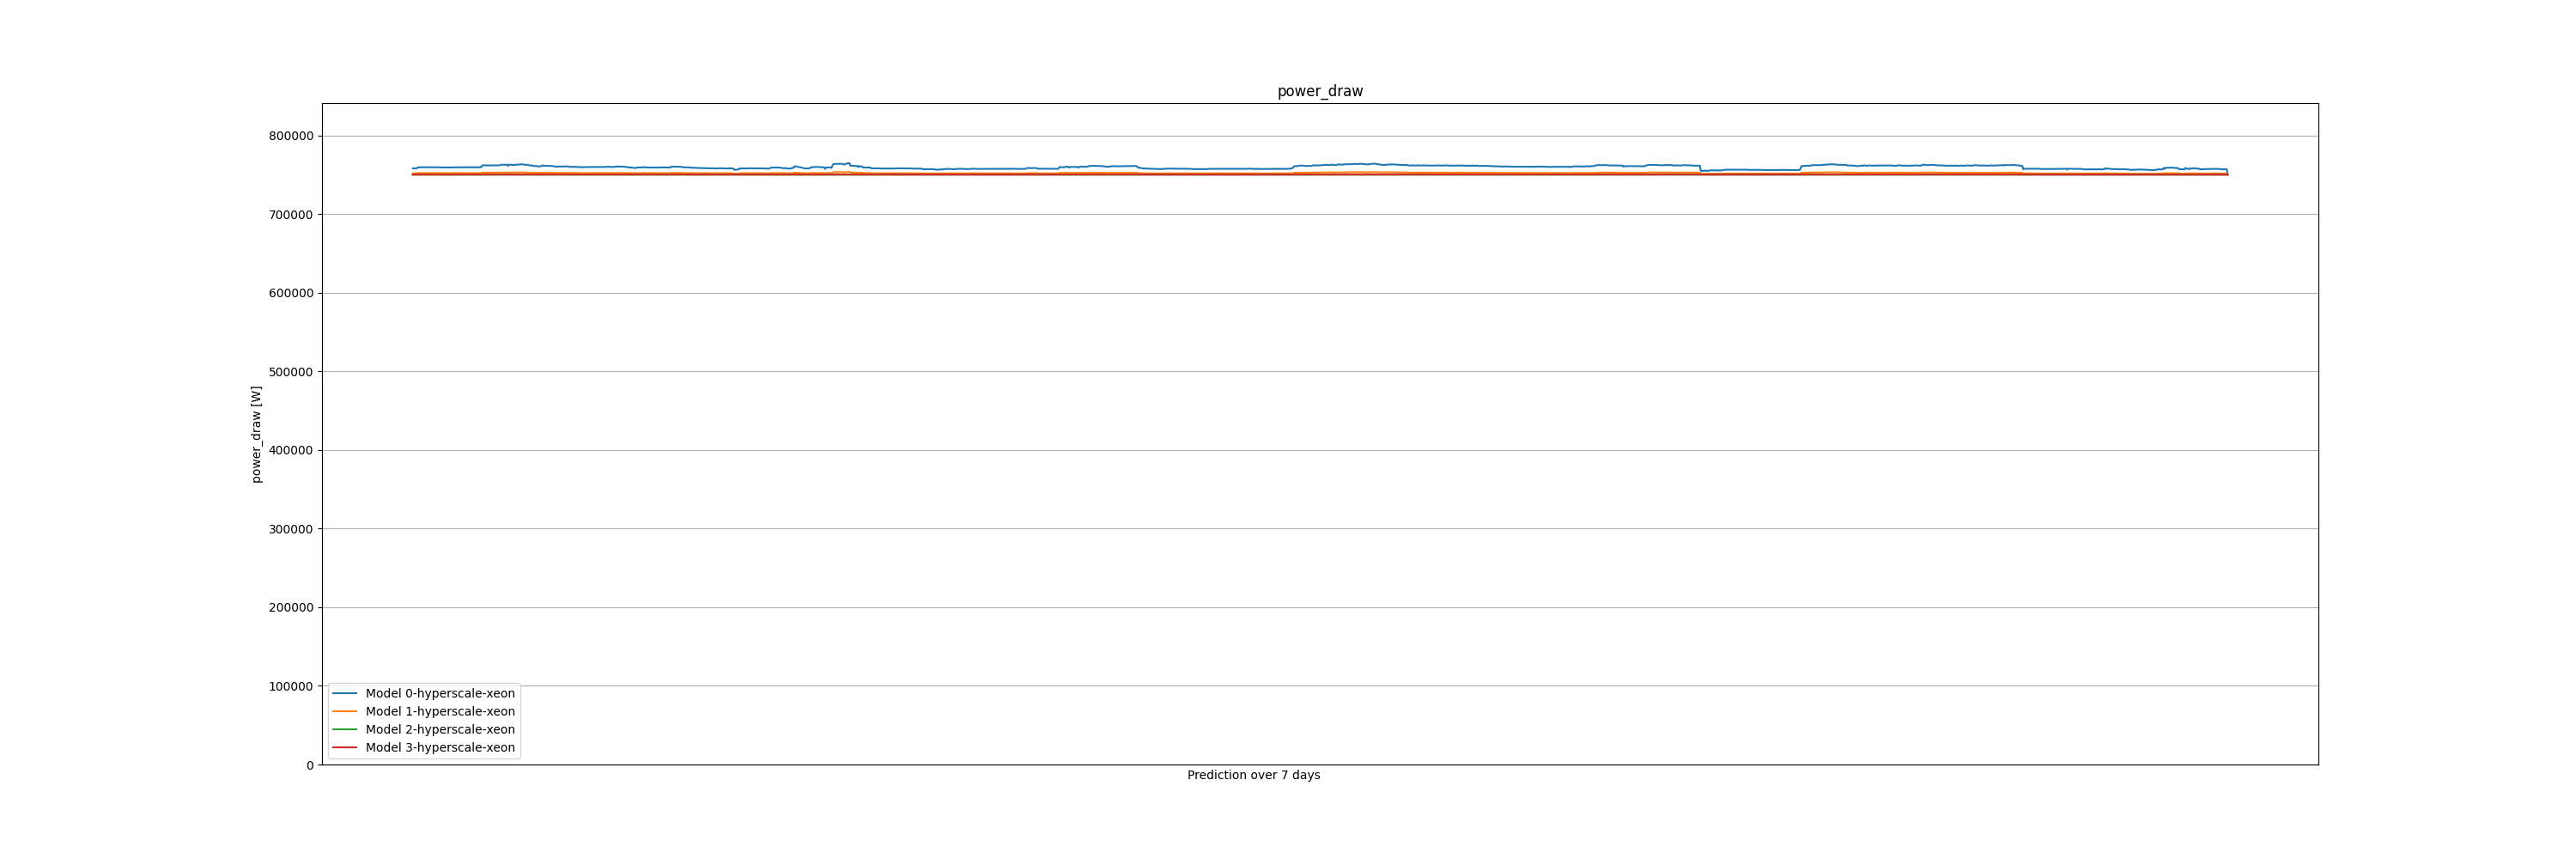 power_draw
800000
700000
600000
500000
400000
300000
200000
100000
0
power_draw [W]
Model 0-hyperscale-xeon
Model 1-hyperscale-xeon
Model 2-hyperscale-xeon
Model 3-hyperscale-xeon
Prediction over 7 days